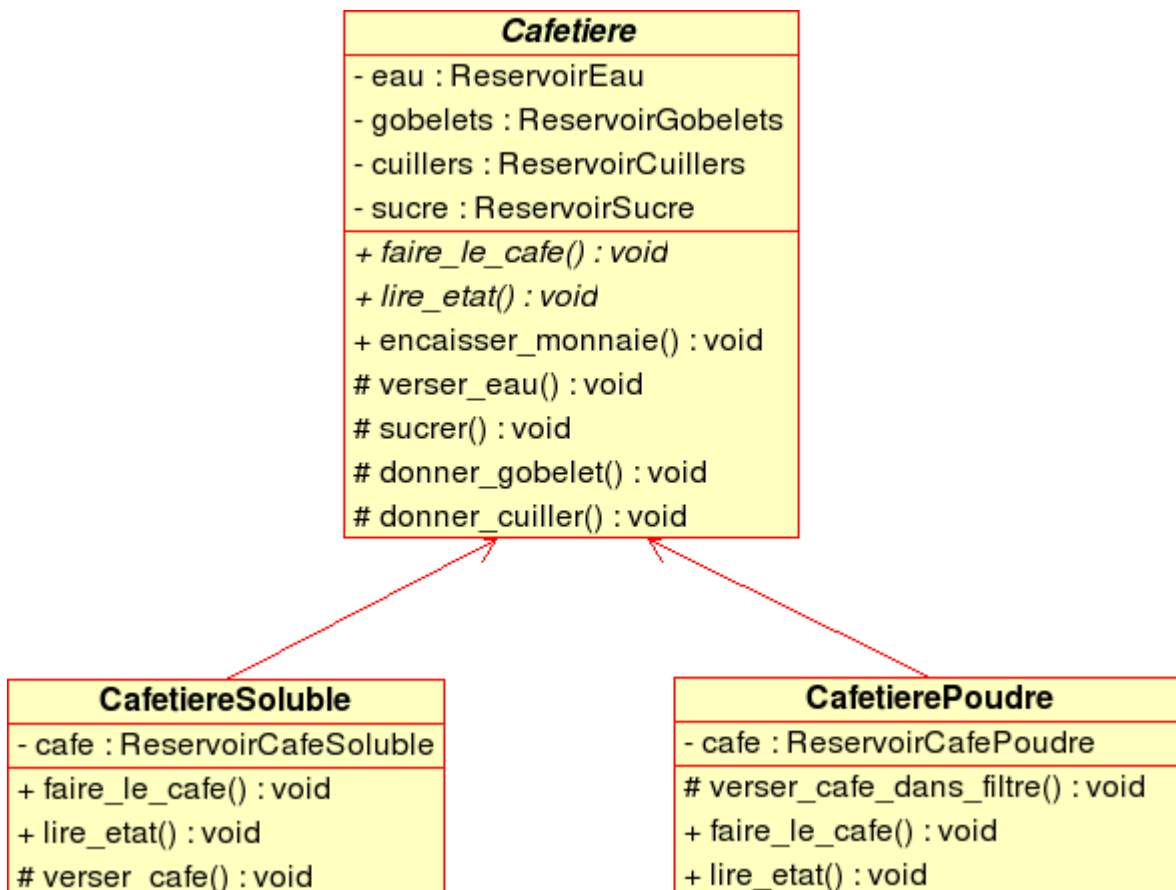 Cafetiere
- eau : ReservoirEau
- gobelets : ReservoirGobelets
- cuillers : ReservoirCuillers
- sucre : ReservoirSucre
+ faire_le_cafe() : void
+ lire_etat() : void
+ encaisser_monnaie() : void
# verser_eau() : void
# sucrer() : void
# donner_gobelet() : void
# donner_cuiller() : void
CafetiereSoluble
- cafe : ReservoirCafeSoluble
+ faire_le_cafe() : void
+ lire_etat() : void
# verser_cafe() : void
CafetierePoudre
- cafe : ReservoirCafePoudre
# verser_cafe_dans_filtre() : void
+ faire_le_cafe() : void
+ lire_etat() : void